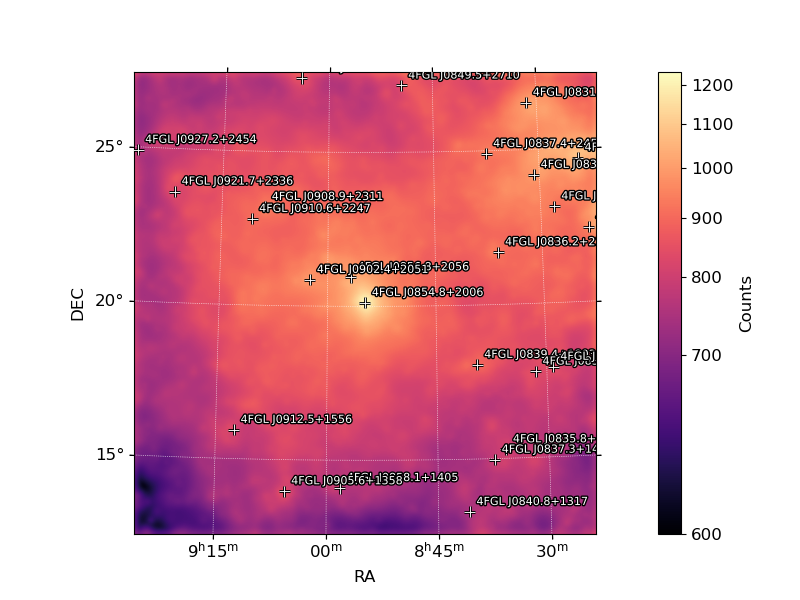 4FGL J0849.5+2710
4FGL J0831
4FGL J0927.2+2454
4FGL J0837.4+24
4FGL J083
4FGL J0921.7+2336
4FGL J0908.9+2311
4FGL J
4FGL J0910.6+2247
4FGL J0836.2+2
4FGL J0902.4+2051
+2056
4FGL J0854.8+2006
4FGL J0839.4
4FGL J
4FGL J0912.5+1556
4FGL J0835.8+
4FGL J0837.3+14
4FGL J0905.6+1358
8.1+1405
4FGL J0840.8+1317
25°
20°
15°
DEC
9h15m
00m
8h45m
30m
RA
1200
1100
1000
900
800
700
600
Counts